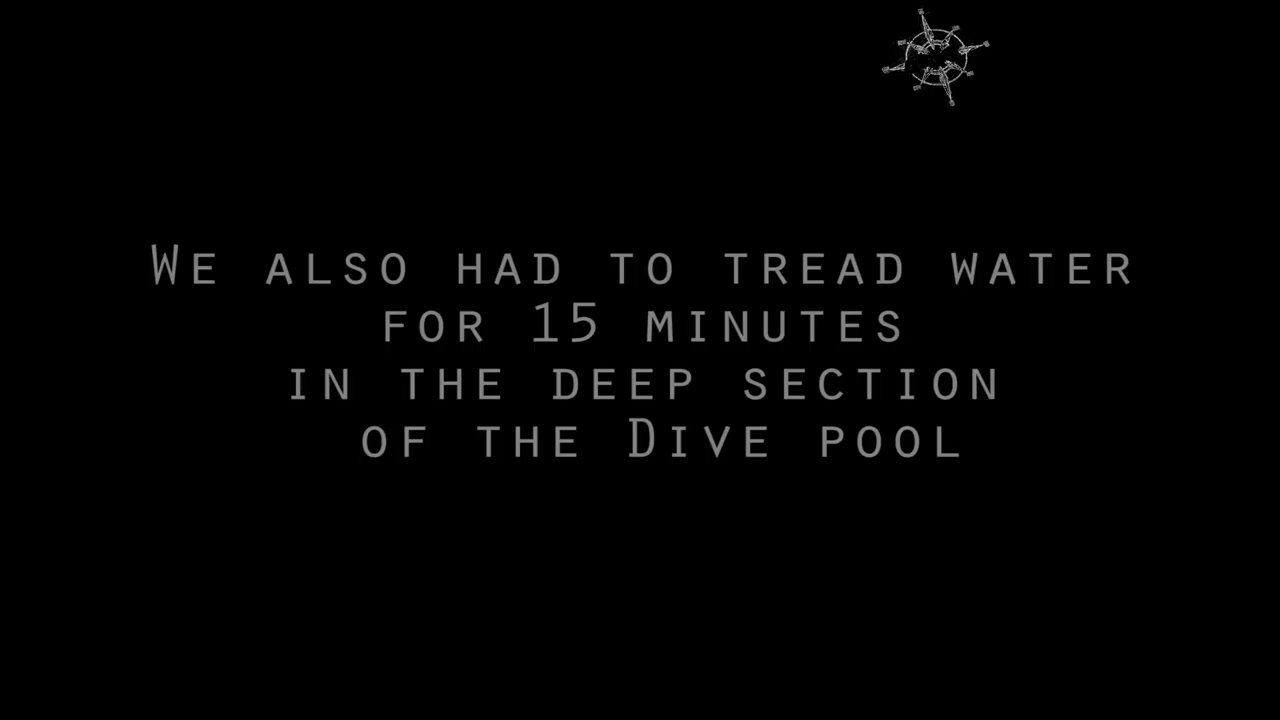 We also had to tread water
for 15 minutes
in the deep section
of the Dive pool